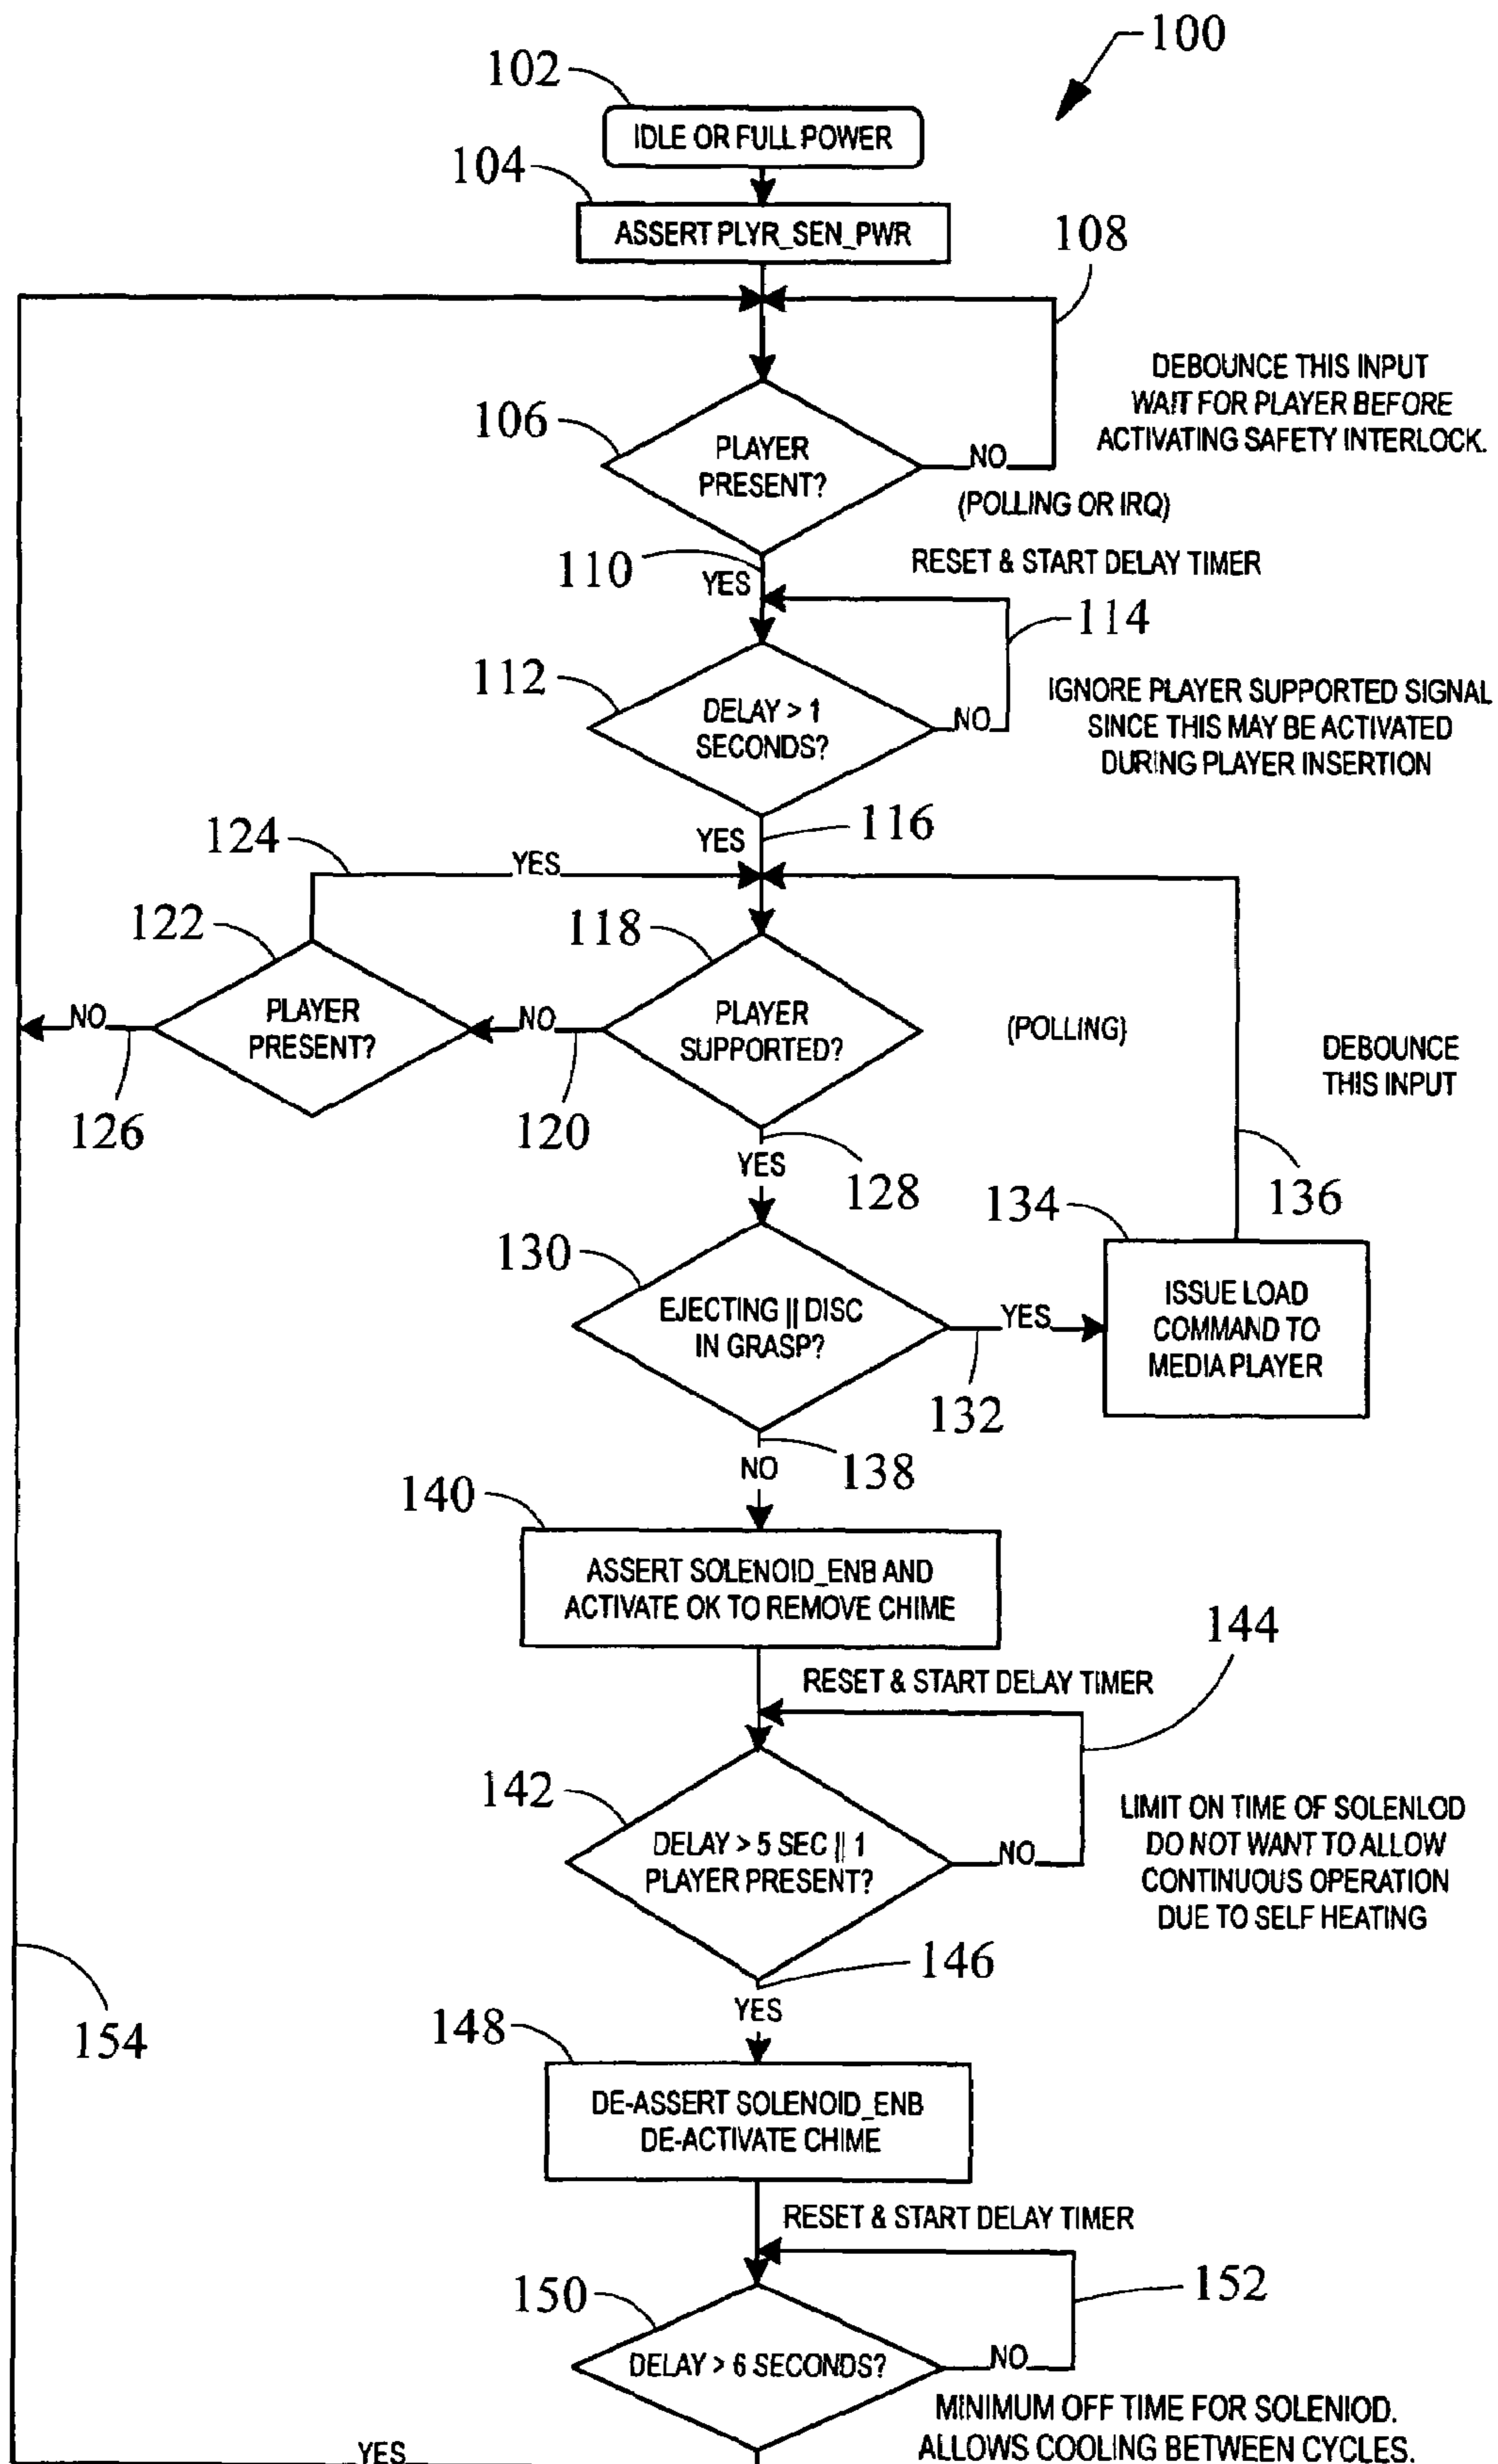 100
102
IDLE OR FULL POWER
104
ASSERT PLYR_SEN_PWR
108
DEBOUNCE THIS INPUT
WAIT FOR PLAYER BEFORE
ACTIVATING SAFETY INTERLOCK.
106
PLAYER
PRESENT?
NO
(POLLING OR IRQ)
110
YES
RESET & START DELAY TIMER
114
112
DELAY > 1
SECONDS?
NO
IGNORE PLAYER SUPPORTED SIGNAL
SINCE THIS MAY BE ACTIVATED
DURING PLAYER INSERTION
YES
116
124
YES
122
PLAYER
PRESENT?
NO
126
118
PLAYER
SUPPORTED?
NO
120
(POLLING)
DEBOUNCE
THIS INPUT
YES
128
136
134
ISSUE LOAD
COMMAND TO
MEDIA PLAYER
130
EJECTING || DISC
IN GRASP?
YES
132
NO
138
140
ASSERT SOLENOID_ENB AND
ACTIVATE OK TO REMOVE CHIME
RESET & START DELAY TIMER
144
142
DELAY > 5 SEC || 1
PLAYER PRESENT?
NO
LIMIT ON TIME OF SOLENLOD
DO NOT WANT TO ALLOW
CONTINUOUS OPERATION
DUE TO SELF HEATING
146
YES
154
148
DE-ASSERT SOLENOID_ENB
DE-ACTIVATE CHIME
RESET & START DELAY TIMER
152
150
DELAY > 6 SECONDS?
NO
MINIMUM OFF TIME FOR SOLENIOD.
ALLOWS COOLING BETWEEN CYCLES.
YES